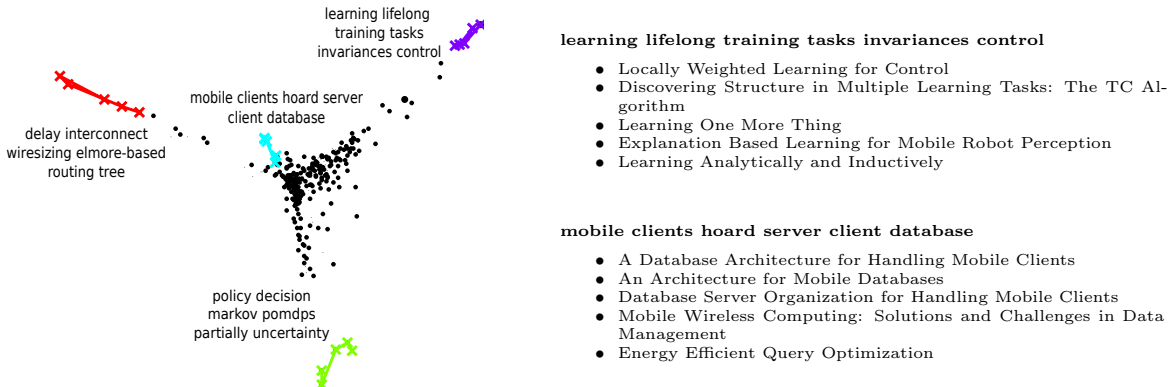 learning lifelong
training tasks
invariances control
mobile clients hoard server
client database
delay interconnect
wiresizing elmore-based
routing tree
policy decision
markov pomdps
partially uncertainty
learning lifelong training tasks invariances control
• Locally Weighted Learning for Control
• Discovering Structure in Multiple Learning Tasks: The TC Al-
gorithm
• Learning One More Thing
• Explanation Based Learning for Mobile Robot Perception
• Learning Analytically and Inductively
mobile clients hoard server client database
• A Database Architecture for Handling Mobile Clients
• An Architecture for Mobile Databases
• Database Server Organization for Handling Mobile Clients
• Mobile Wireless Computing: Solutions and Challenges in Data
Management
• Energy Efficient Query Optimization